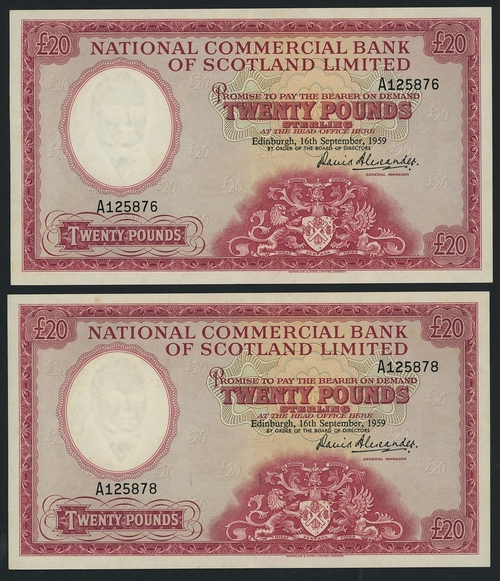 £20 £20
NATIONAL COMMERCIAL BANK
OF SCOTLAND LIMITED
A125876
PROMISE TO PAY THE BEARER ON DEMAND
TWENTY POUNDS
STERLING
AT THE HEAD OFFICE HERE
Edinburgh, 16th September, 1959
BY ORDER OF THE BOARD OF DIRECTORS
David Alexander.
GENERAL MANAGER
A125876
TWENTY POUNDS
£20
£20 £20
NATIONAL COMMERCIAL BANK
OF SCOTLAND LIMITED
A125878
PROMISE TO PAY THE BEARER ON DEMAND
TWENTY POUNDS
STERLING
AT THE HEAD OFFICE HERE
Edinburgh, 16th September, 1959
BY ORDER OF THE BOARD OF DIRECTORS
David Alexander.
GENERAL MANAGER
A125878
TWENTY POUNDS
£20